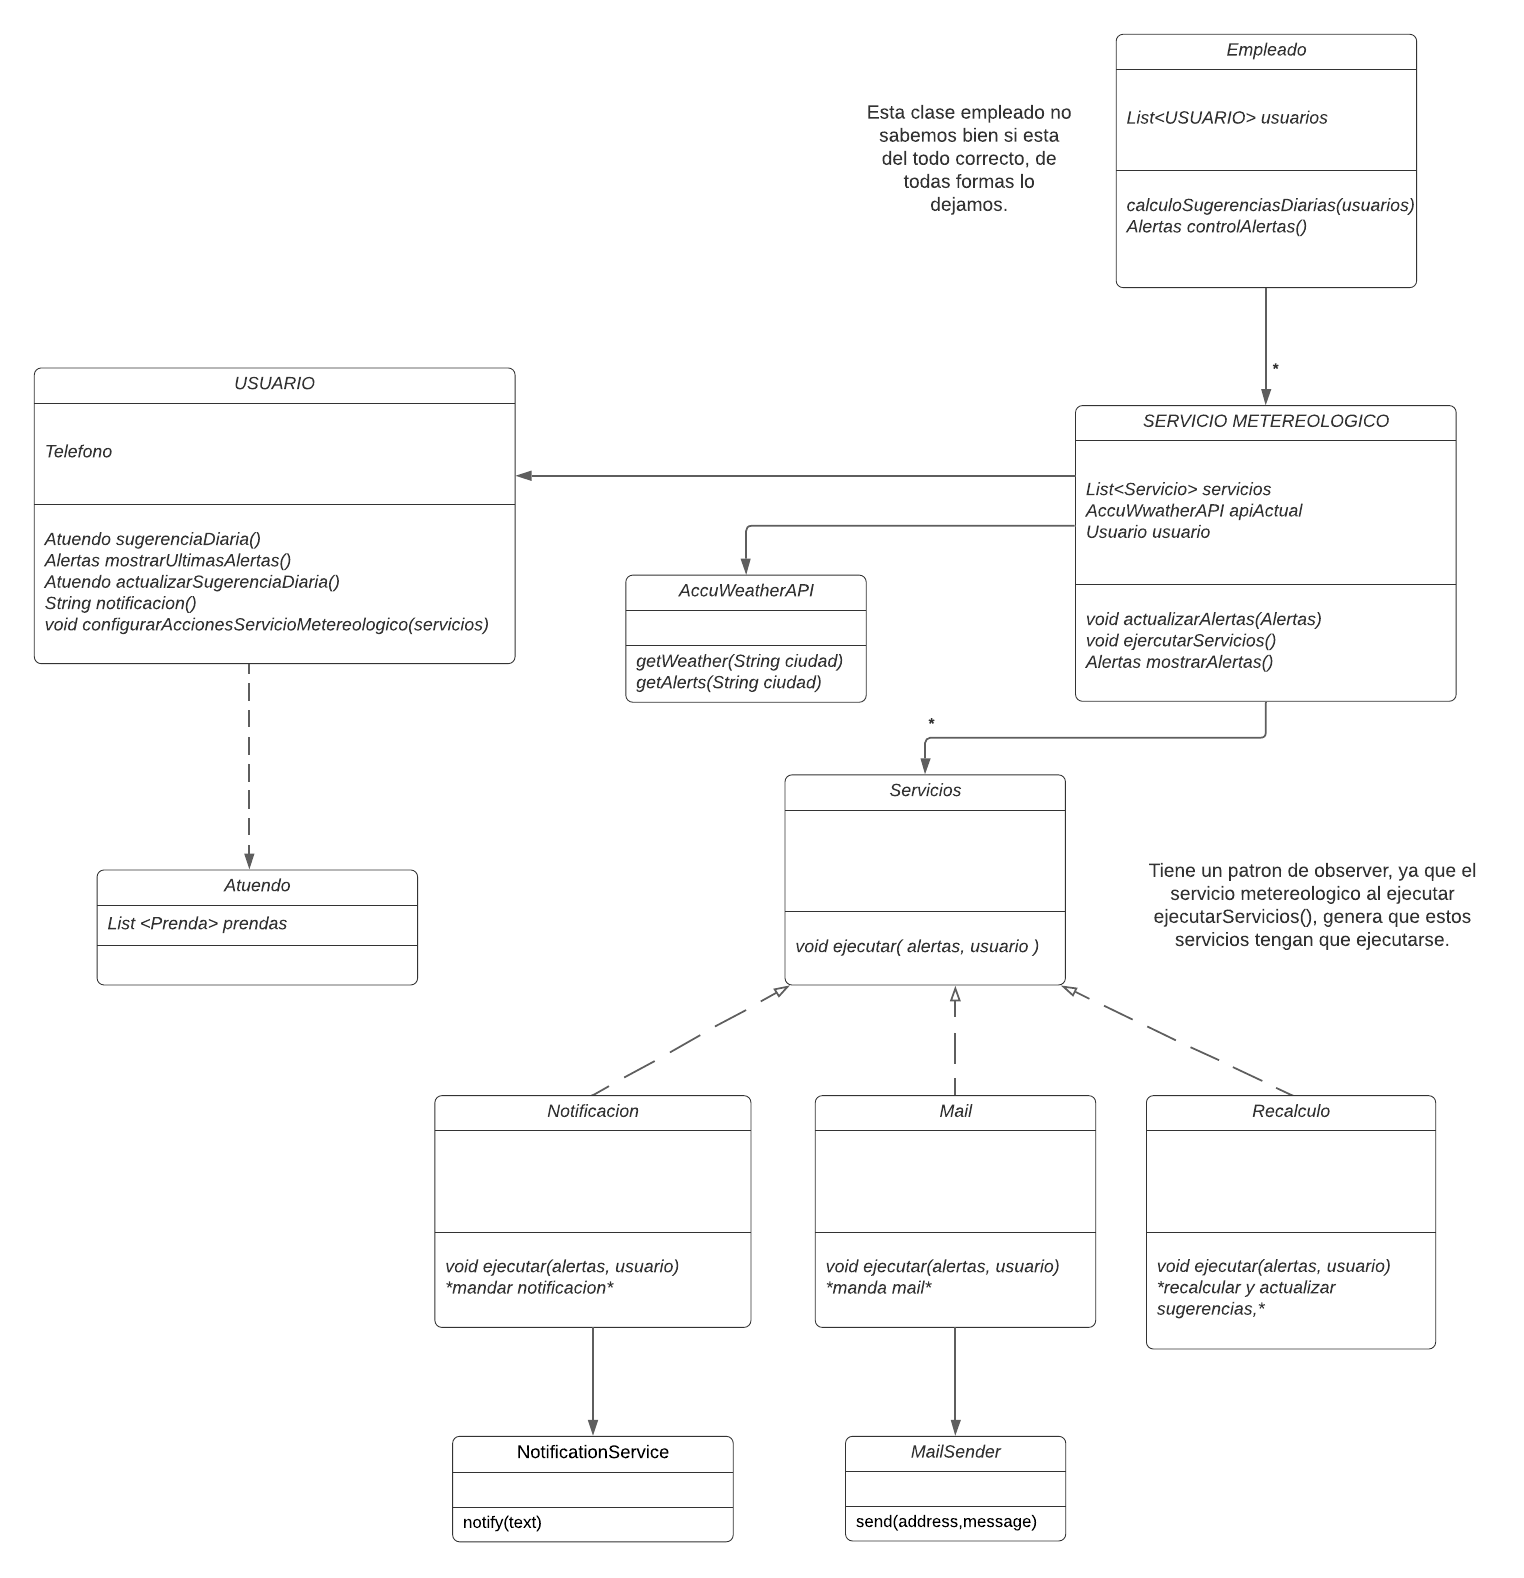 Empleado
List<USUARIO> usuarios
calculoSugerenciasDiarias(usuarios)
Alertas controlAlertas()
Esta clase empleado no
sabemos bien si esta
del todo correcto, de
todas formas lo
dejamos.
*
USUARIO
Telefono
Atuendo sugerenciaDiaria()
Alertas mostrarUltimasAlertas()
Atuendo actualizarSugerenciaDiaria()
String notificacion()
void configurarAccionesServicioMetereologico(servicios)
SERVICIO METEREOLOGICO
List<Servicio> servicios
AccuWwatherAPI apiActual
Usuario usuario
void actualizarAlertas(Alertas)
void ejercutarServicios()
Alertas mostrarAlertas()
AccuWeatherAPI
getWeather(String ciudad)
getAlerts(String ciudad)
*
Servicios
void ejecutar( alertas, usuario )
Tiene un patron de observer, ya que el
servicio metereologico al ejecutar
ejecutarServicios(), genera que estos
servicios tengan que ejecutarse.
Atuendo
List <Prenda> prendas
Notificacion
void ejecutar(alertas, usuario)
*mandar notificacion*
Mail
void ejecutar(alertas, usuario)
*manda mail*
Recalculo
void ejecutar(alertas, usuario)
*recalcular y actualizar
sugerencias,*
NotificationService
notify(text)
MailSender
send(address,message)